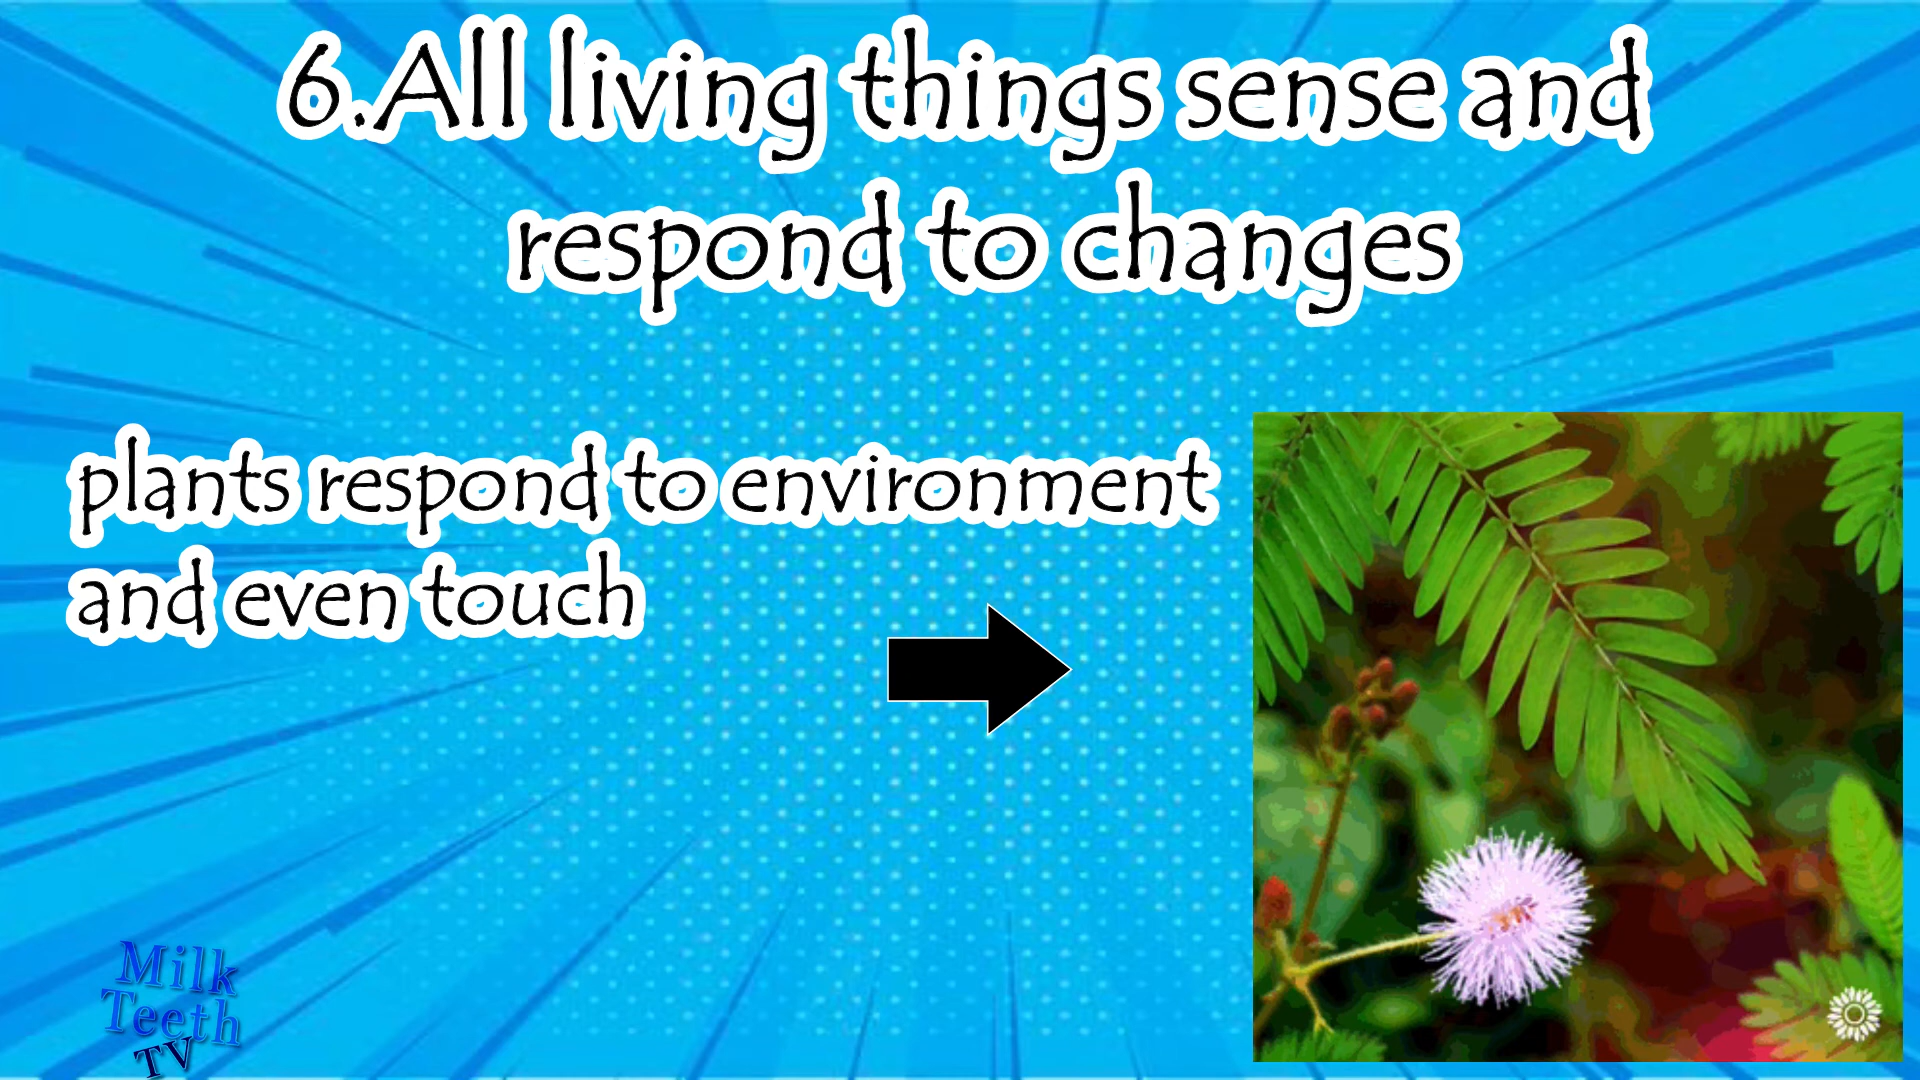 6.All living things sense and
respond to changes
plants respond to environment
and even touch
Milk
Teeth
TV